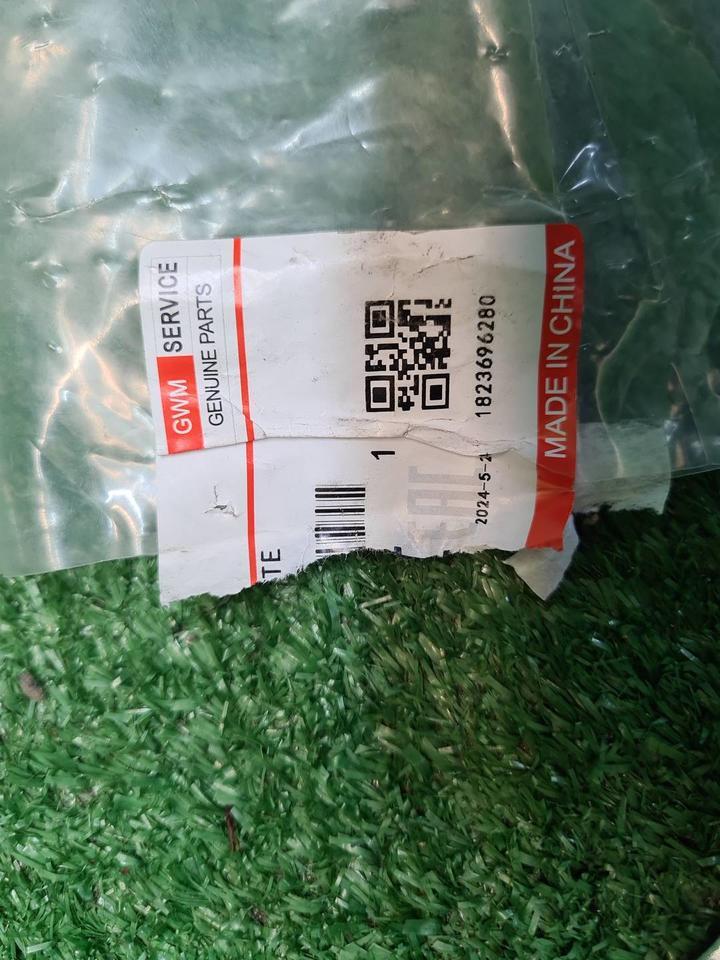 GWM SERVICE
GENUINE PARTS
TE
1
1823696280
2024-5-2
MADE IN CHINA